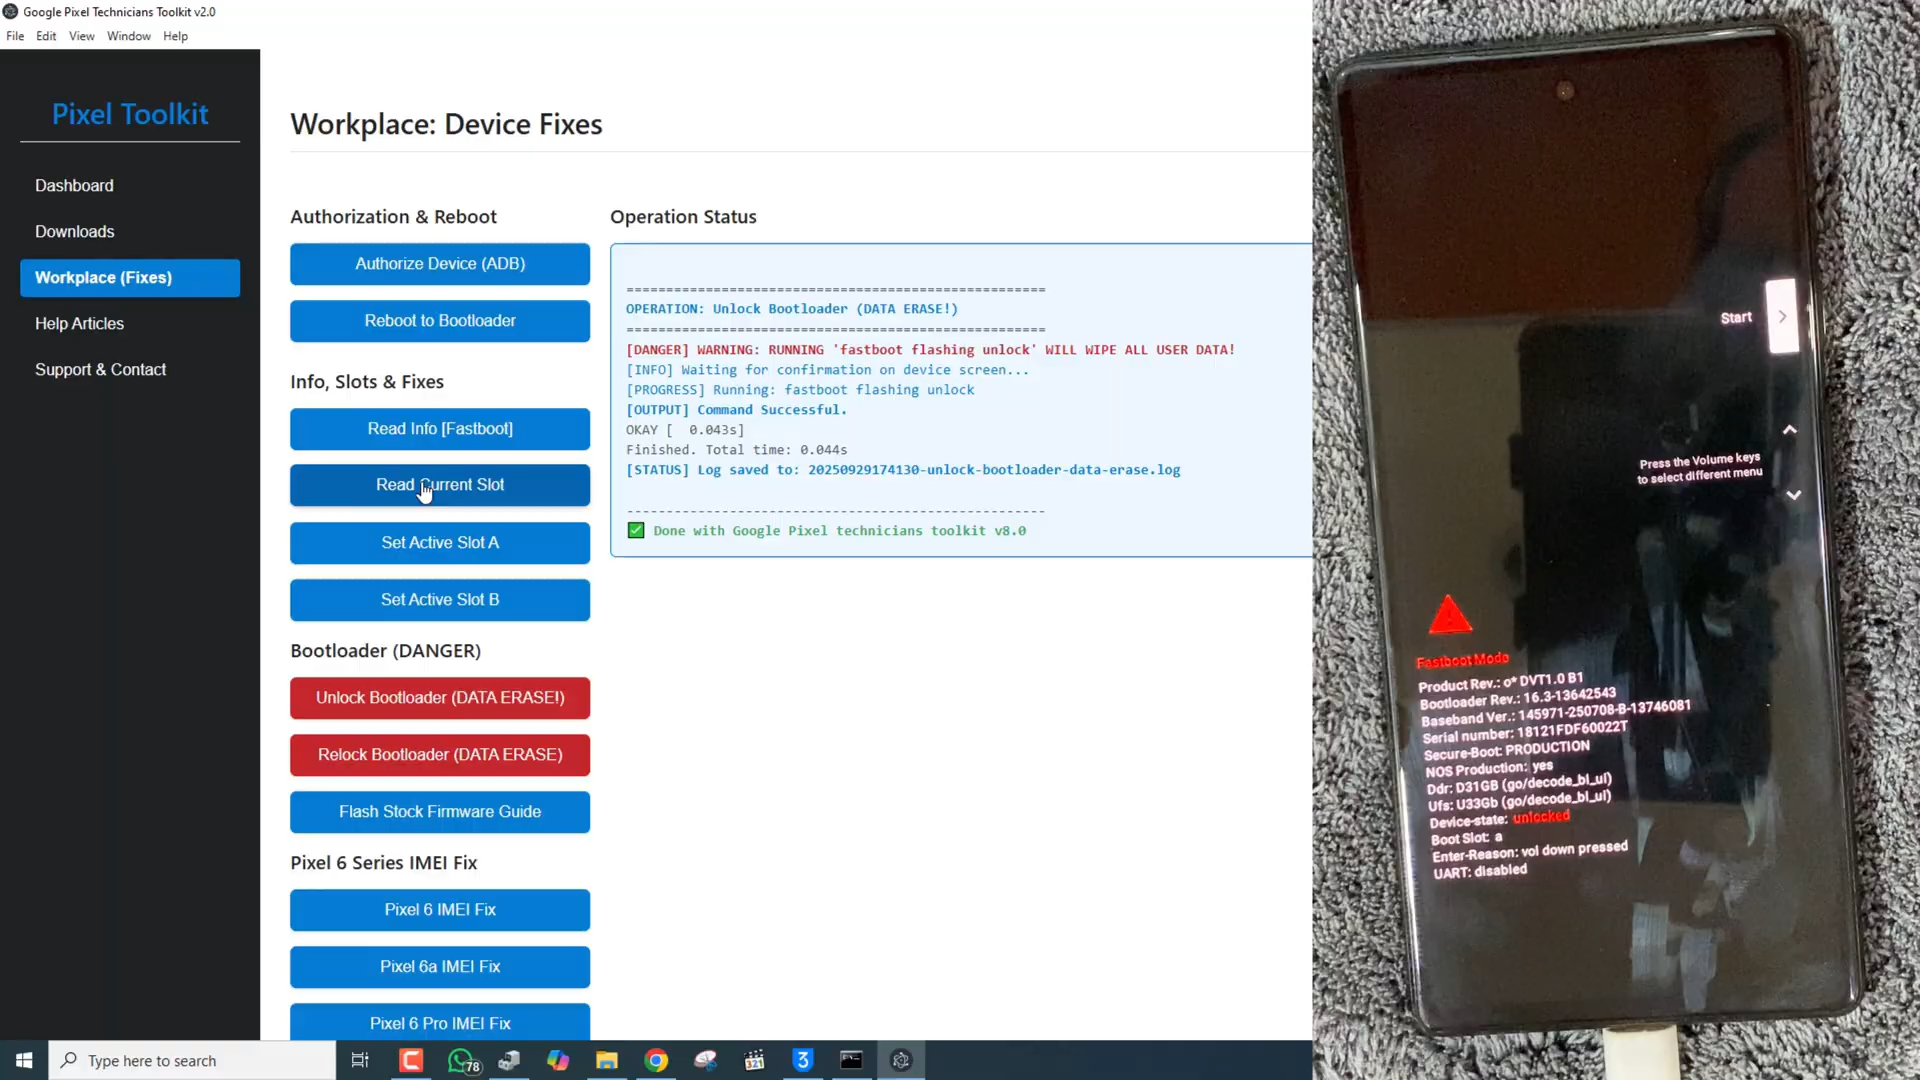 Google Pixel Technicians Toolkit v2.0
File Edit View Window Help
Pixel Toolkit
Dashboard
Downloads
Workplace (Fixes)
Help Articles
Support & Contact
Workplace: Device Fixes
Authorization & Reboot
Authorize Device (ADB)
Reboot to Bootloader
Info, Slots & Fixes
Read Info [Fastboot]
Read Current Slot
Set Active Slot A
Set Active Slot B
Bootloader (DANGER)
Unlock Bootloader (DATA ERASE!)
Relock Bootloader (DATA ERASE)
Flash Stock Firmware Guide
Pixel 6 Series IMEI Fix
Pixel 6 IMEI Fix
Pixel 6a IMEI Fix
Pixel 6 Pro IMEI Fix
Operation Status
====================================================
OPERATION: Unlock Bootloader (DATA ERASE!)
====================================================
[DANGER] WARNING: RUNNING 'fastboot flashing unlock' WILL WIPE ALL USER DATA!
[INFO] Waiting for confirmation on device screen...
[PROGRESS] Running: fastboot flashing unlock
[OUTPUT] Command Successful.
OKAY [  0.043s]
Finished. Total time: 0.044s
[STATUS] Log saved to: 20250929174130-unlock-bootloader-data-erase.log
----------------------------------------------------
✅ Done with Google Pixel technicians toolkit v8.0
Start
Press the Volume keys
to select different menu
Fastboot Mode
Product Rev.: o* DVT1.0 B1
Bootloader Rev.: 16.3-13642543
Baseband Ver.: 145971-250708-B-13746081
Serial number: 18121FDF60022T
Secure-Boot: PRODUCTION
NOS Production: yes
Ddr: D31GB (go/decode_bl_ui)
Ufs: U33Gb (go/decode_bl_ui)
Device-state: unlocked
Boot Slot: a
Enter-Reason: vol down pressed
UART: disabled
Type here to search
78
321
3